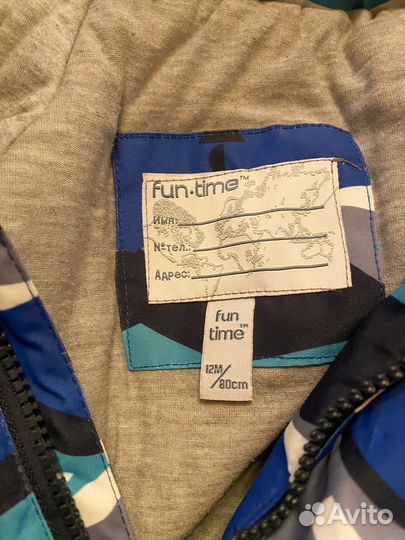 fun•time™
Имя:
№тел.:
Адрес:
fun
time™
12M/
80cm
Avito